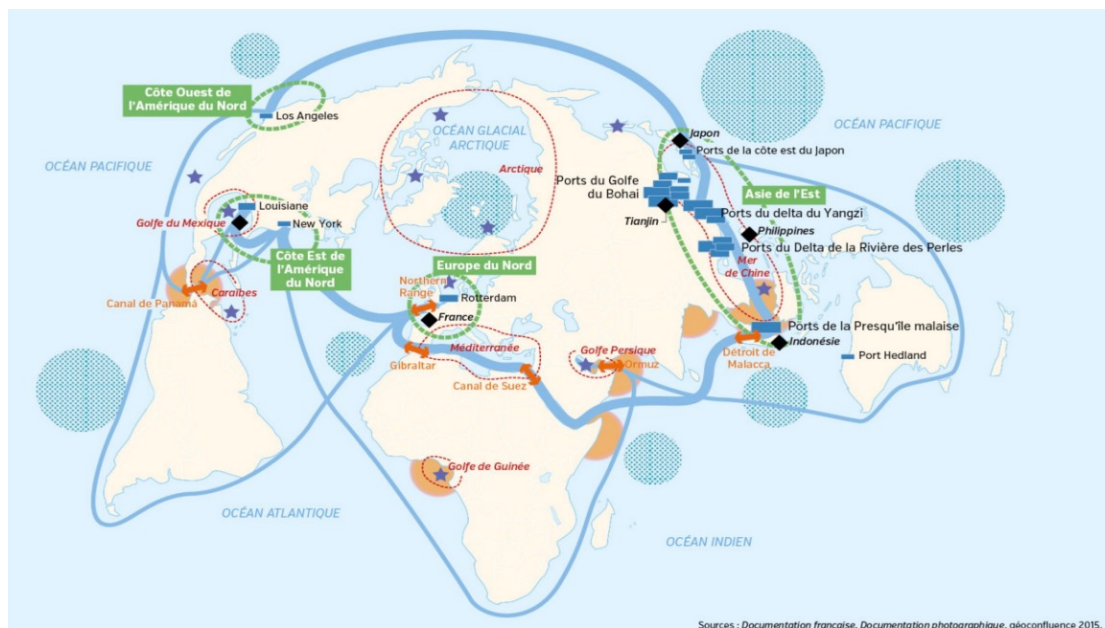 Côte Ouest de
l'Amérique du Nord
Los Angeles
OCÉAN PACIFIQUE
OCÉAN GLACIAL
ARCTIQUE
Arctique
OCÉAN PACIFIQUE
Japon
Ports de la côte est du Japon
Ports du Golfe
du Bohai
Asie de l'Est
Tianjin
Ports du delta du Yangzi
Philippines
Ports du Delta de la Rivière des Perles
Mer
de Chine
Louisiane
Golfe du Mexique
New York
Côte Est de
l'Amérique
du Nord
Europe du Nord
Northern
Range
Rotterdam
France
Canal de Panamá
Caraïbes
Méditerranée
Gibraltar
Canal de Suez
Golfe Persique
Ormuz
Ports de la Presqu'île malaise
Indonésie
Détroit de
Malacca
Port Hedland
Golfe de Guinée
OCÉAN ATLANTIQUE
OCÉAN INDIEN
Sources : Documentation française, Documentation photographique, géoconfluence 2015.